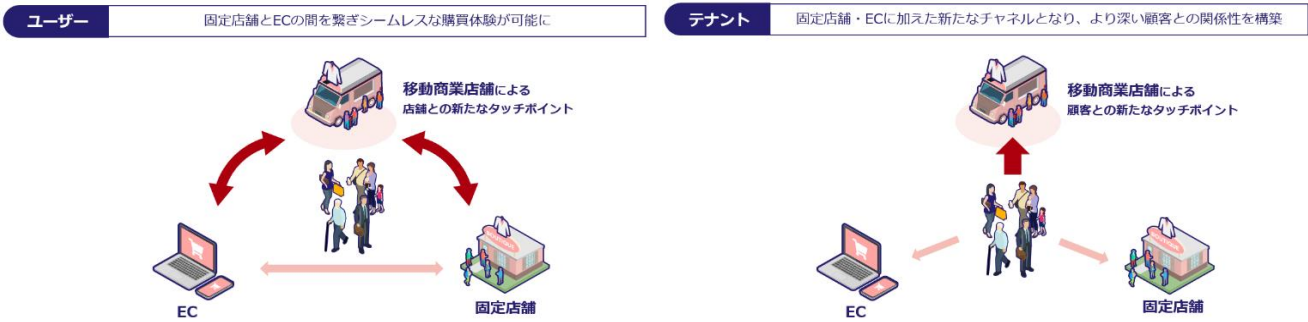 ユーザー
固定店舗とECの間を繋ぎシームレスな購買体験が可能に
移動商業店舗による
店舗との新たなタッチポイント
EC
固定店舗
テナント
固定店舗・ECに加えた新たなチャネルとなり、より深い顧客との関係性を構築
移動商業店舗による
顧客との新たなタッチポイント
EC
固定店舗